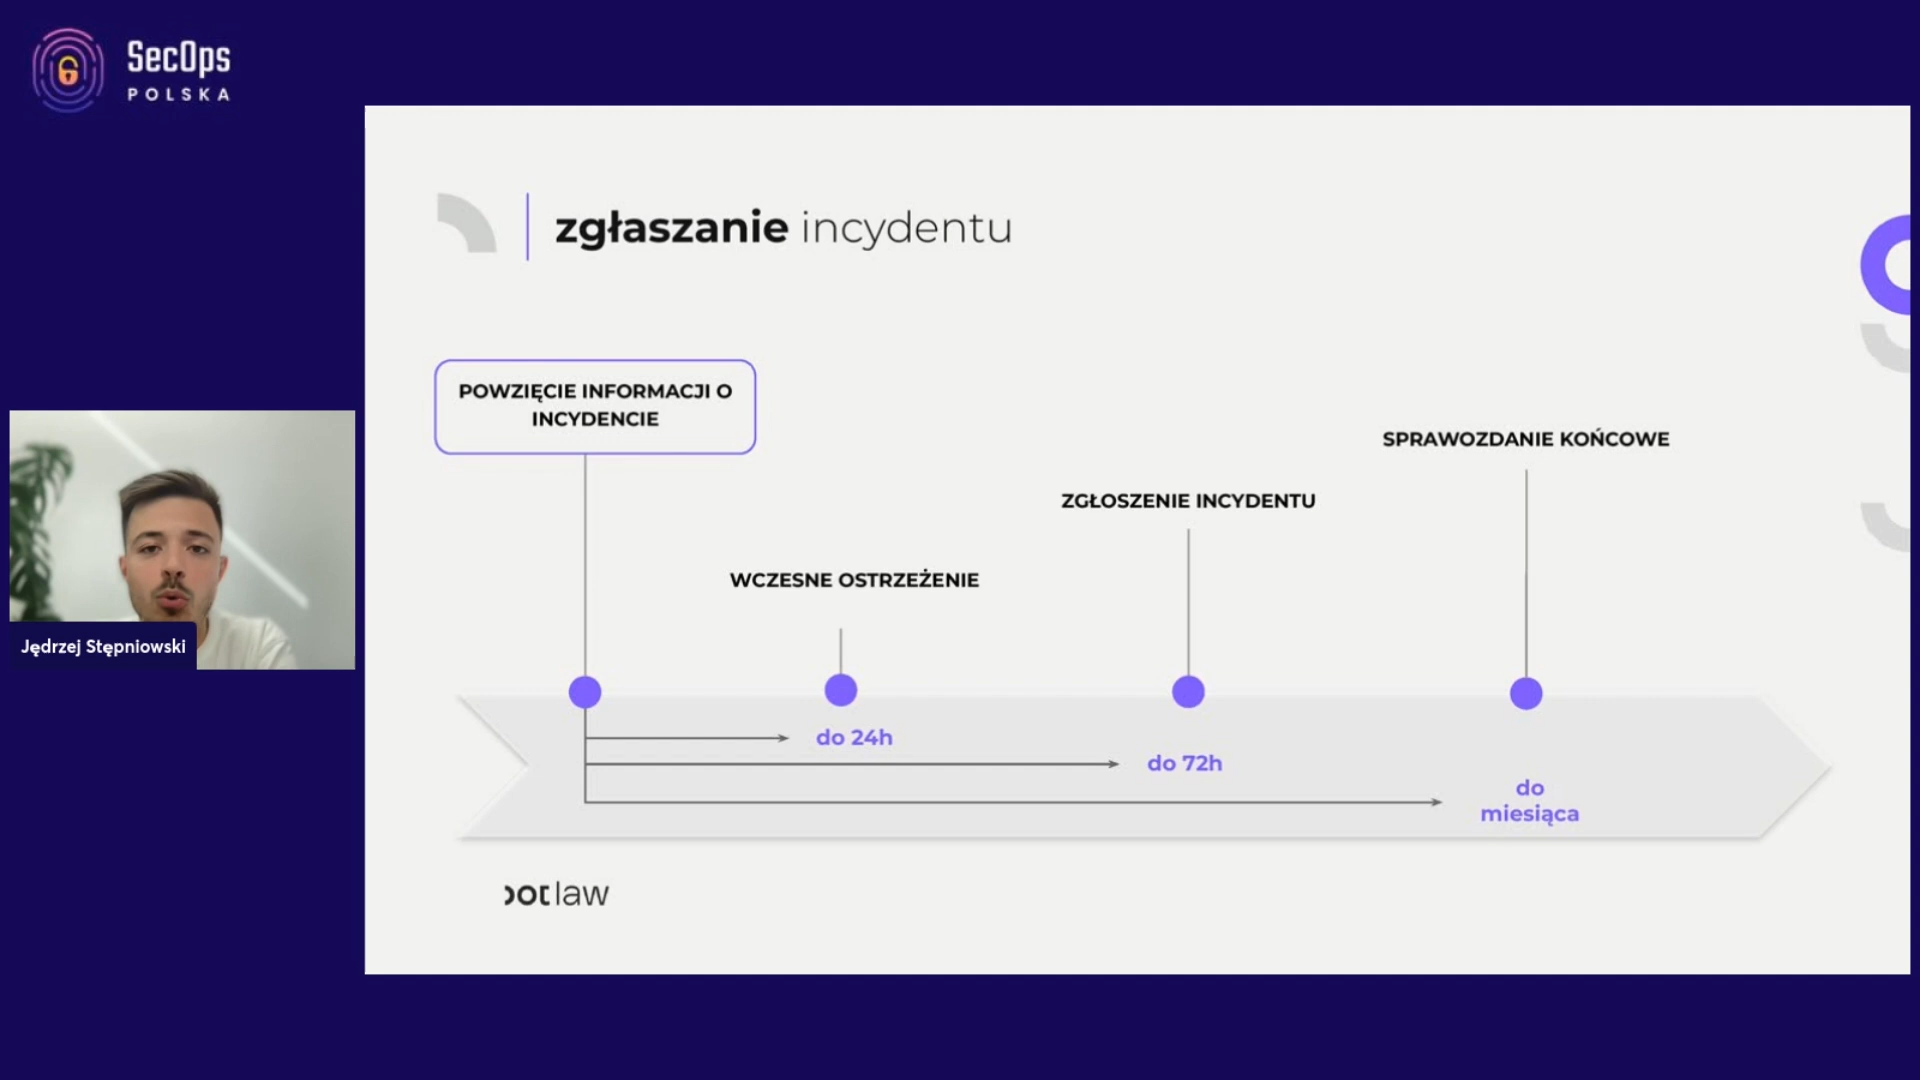 SecOps
POLSKA
zgłaszanie incydentu
POWZIĘCIE INFORMACJI O
INCYDENCIE
SPRAWOZDANIE KOŃCOWE
ZGŁOSZENIE INCYDENTU
WCZESNE OSTRZEŻENIE
Jędrzej Stępniowski
do 24h
do 72h
do
miesiąca
law